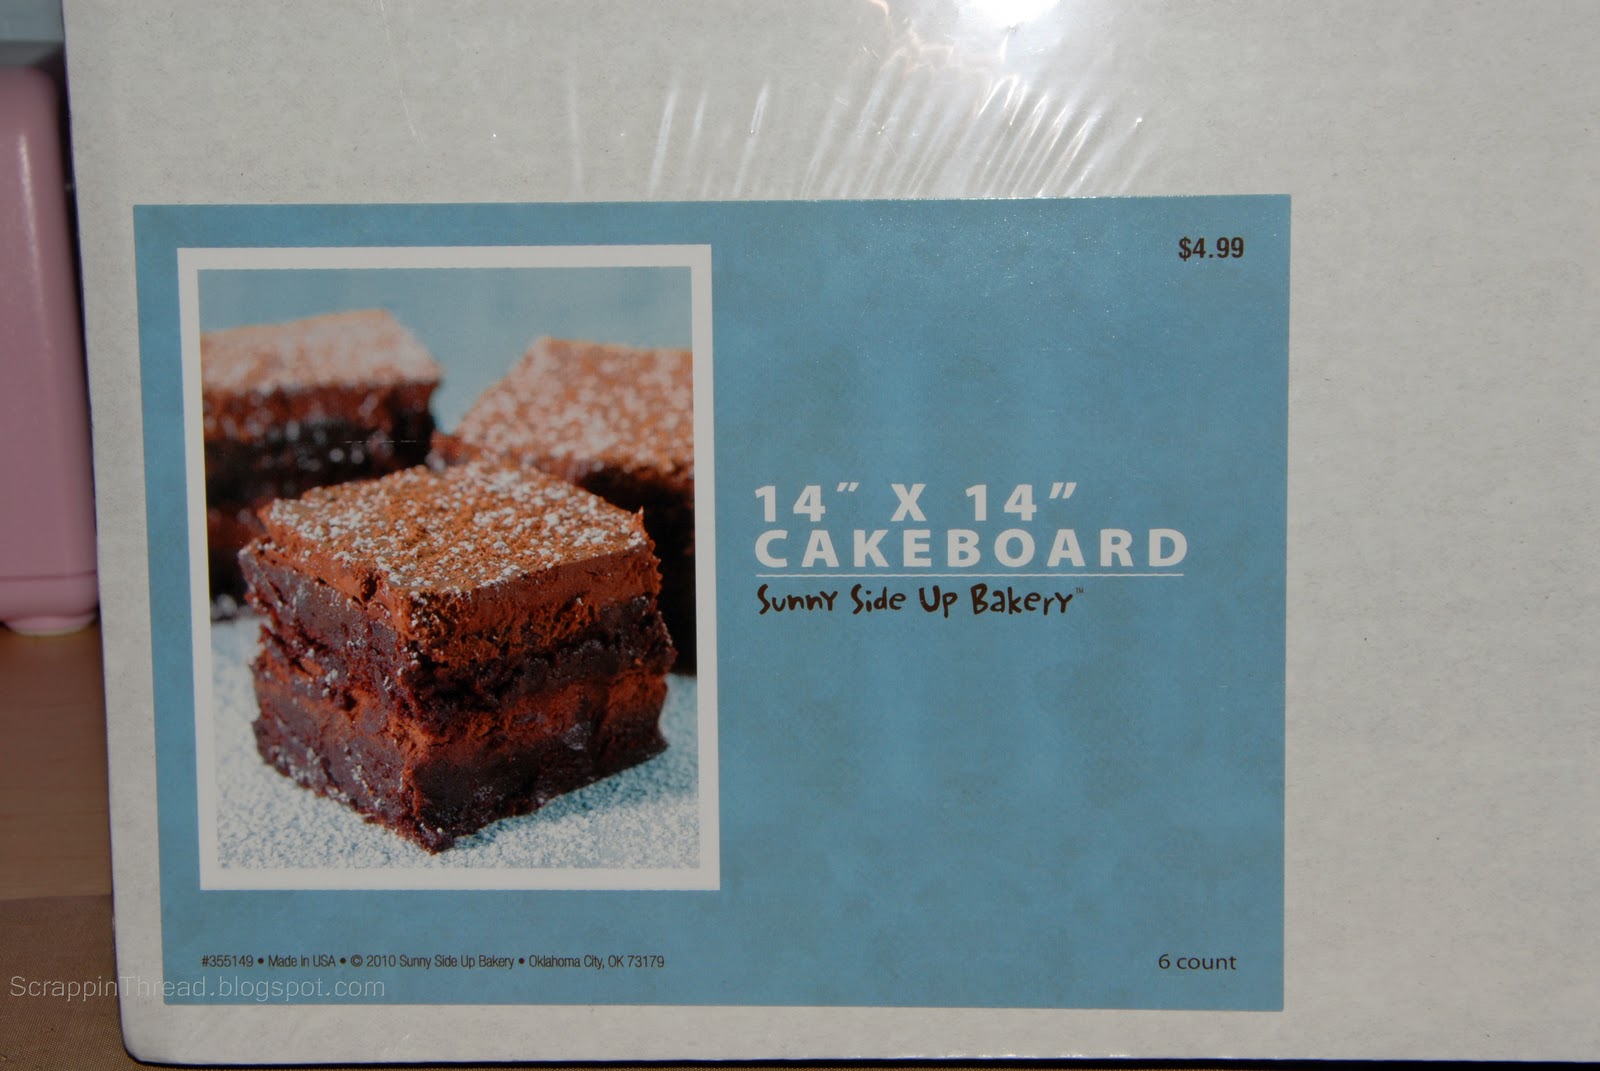 $4.99
14" X 14"
CAKEBOARD
Sunny Side Up Bakery™
#355149 • Made In USA • © 2010 Sunny Side Up Bakery • Oklahoma City, OK 73179
6 count
ScrappinThread.blogspot.com